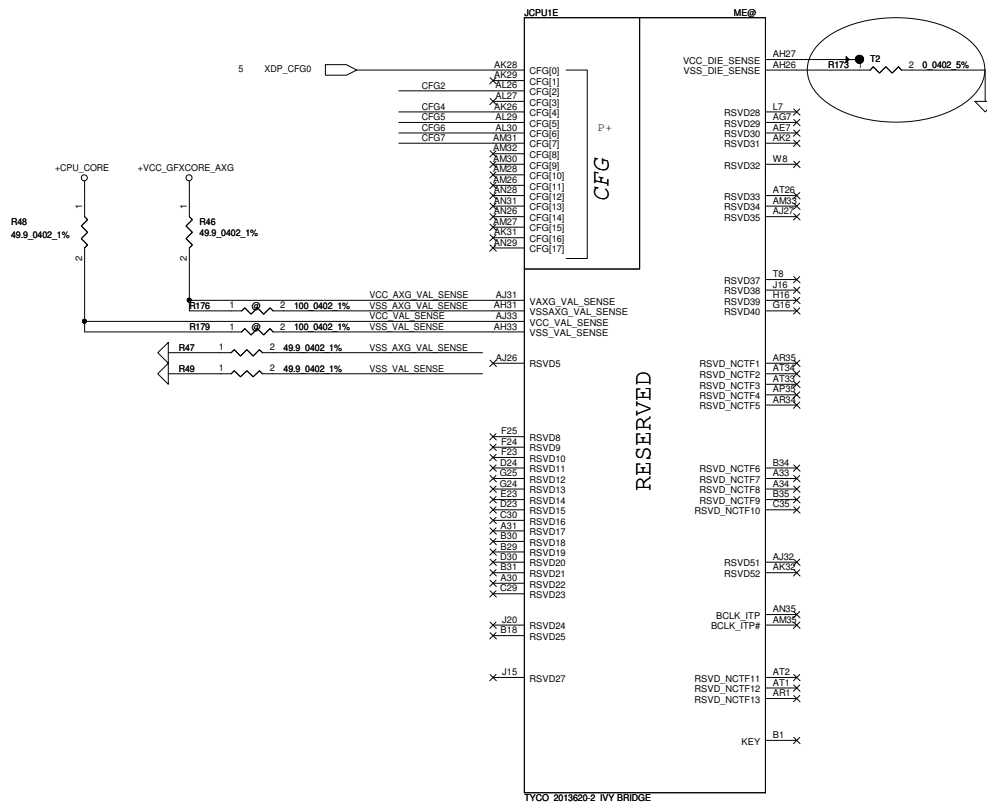 JCPU1E ME@
5 XDP_CFG0 AK28 CFG[0]
AK29 CFG[1]
CFG2 AL26 CFG[2]
AL27 CFG[3]
CFG4 AK26 CFG[4]
CFG5 AL29 CFG[5]
CFG6 AL30 CFG[6]
CFG7 AM31 CFG[7]
AM32 CFG[8]
AM30 CFG[9]
AM28 CFG[10]
AM26 CFG[11]
AN28 CFG[12]
AN31 CFG[13]
AN26 CFG[14]
AM27 CFG[15]
AK31 CFG[16]
AN29 CFG[17]
P+
CFG
VCC_DIE_SENSE AH27 T2
VSS_DIE_SENSE AH26 R173 1 2 0_0402_5%
RSVD28 L7
RSVD29 AG7
RSVD30 AE7
RSVD31 AK2
RSVD32 W8
RSVD33 AT26
RSVD34 AM33
RSVD35 AJ27
RSVD37 T8
RSVD38 J16
RSVD39 H16
RSVD40 G16
+CPU_CORE +VCC_GFXCORE_AXG
1 1
R48 R46
49.9_0402_1% 49.9_0402_1%
2 2
VCC_AXG_VAL_SENSE AJ31 VAXG_VAL_SENSE
R176 1 @ 2 100_0402_1% VSS_AXG_VAL_SENSE AH31 VSSAXG_VAL_SENSE
VCC_VAL_SENSE AJ33 VCC_VAL_SENSE
R179 1 @ 2 100_0402_1% VSS_VAL_SENSE AH33 VSS_VAL_SENSE
R47 1 2 49.9_0402_1% VSS_AXG_VAL_SENSE
R49 1 2 49.9_0402_1% VSS_VAL_SENSE
AJ26 RSVD5
RESERVED
RSVD_NCTF1 AR35
RSVD_NCTF2 AT34
RSVD_NCTF3 AT33
RSVD_NCTF4 AP35
RSVD_NCTF5 AR34
F25 RSVD8
F24 RSVD9
F23 RSVD10
D24 RSVD11
G25 RSVD12
G24 RSVD13
E23 RSVD14
D23 RSVD15
C30 RSVD16
A31 RSVD17
B30 RSVD18
B29 RSVD19
D30 RSVD20
B31 RSVD21
A30 RSVD22
C29 RSVD23
J20 RSVD24
B18 RSVD25
J15 RSVD27
RSVD_NCTF6 B34
RSVD_NCTF7 A33
RSVD_NCTF8 A34
RSVD_NCTF9 B35
RSVD_NCTF10 C35
RSVD51 AJ32
RSVD52 AK32
BCLK_ITP AN35
BCLK_ITP# AM35
RSVD_NCTF11 AT2
RSVD_NCTF12 AT1
RSVD_NCTF13 AR1
KEY B1
TYCO_2013620-2_IVY BRIDGE